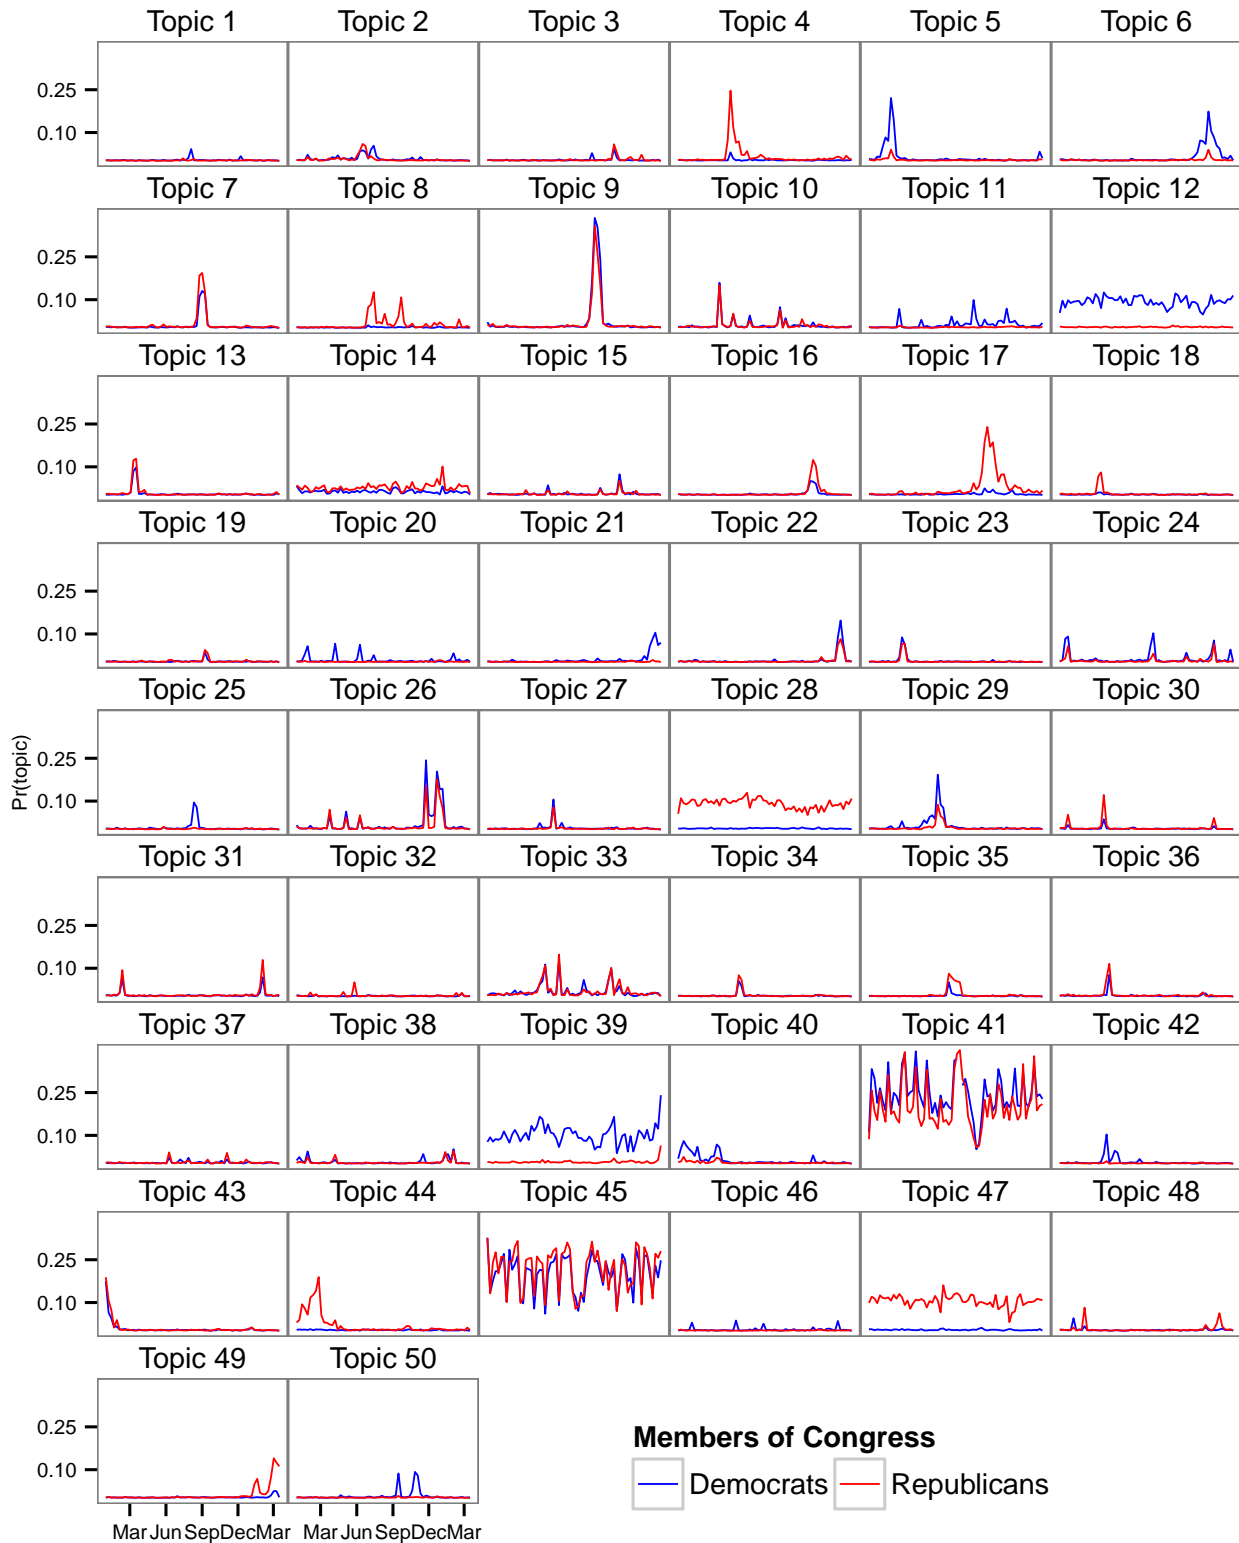 Topic 1 Topic 2 Topic 3 Topic 4 Topic 5 Topic 6
0.25
0.10
Topic 7 Topic 8 Topic 9 Topic 10 Topic 11 Topic 12
0.25
0.10
Topic 13 Topic 14 Topic 15 Topic 16 Topic 17 Topic 18
0.25
0.10
Topic 19 Topic 20 Topic 21 Topic 22 Topic 23 Topic 24
0.25
0.10
Topic 25 Topic 26 Topic 27 Topic 28 Topic 29 Topic 30
Pr(topic)
0.25
0.10
Topic 31 Topic 32 Topic 33 Topic 34 Topic 35 Topic 36
0.25
0.10
Topic 37 Topic 38 Topic 39 Topic 40 Topic 41 Topic 42
0.25
0.10
Topic 43 Topic 44 Topic 45 Topic 46 Topic 47 Topic 48
0.25
0.10
Topic 49 Topic 50
0.25
0.10
Mar Jun Sep Dec Mar Mar Jun Sep Dec Mar
Members of Congress
Democrats Republicans